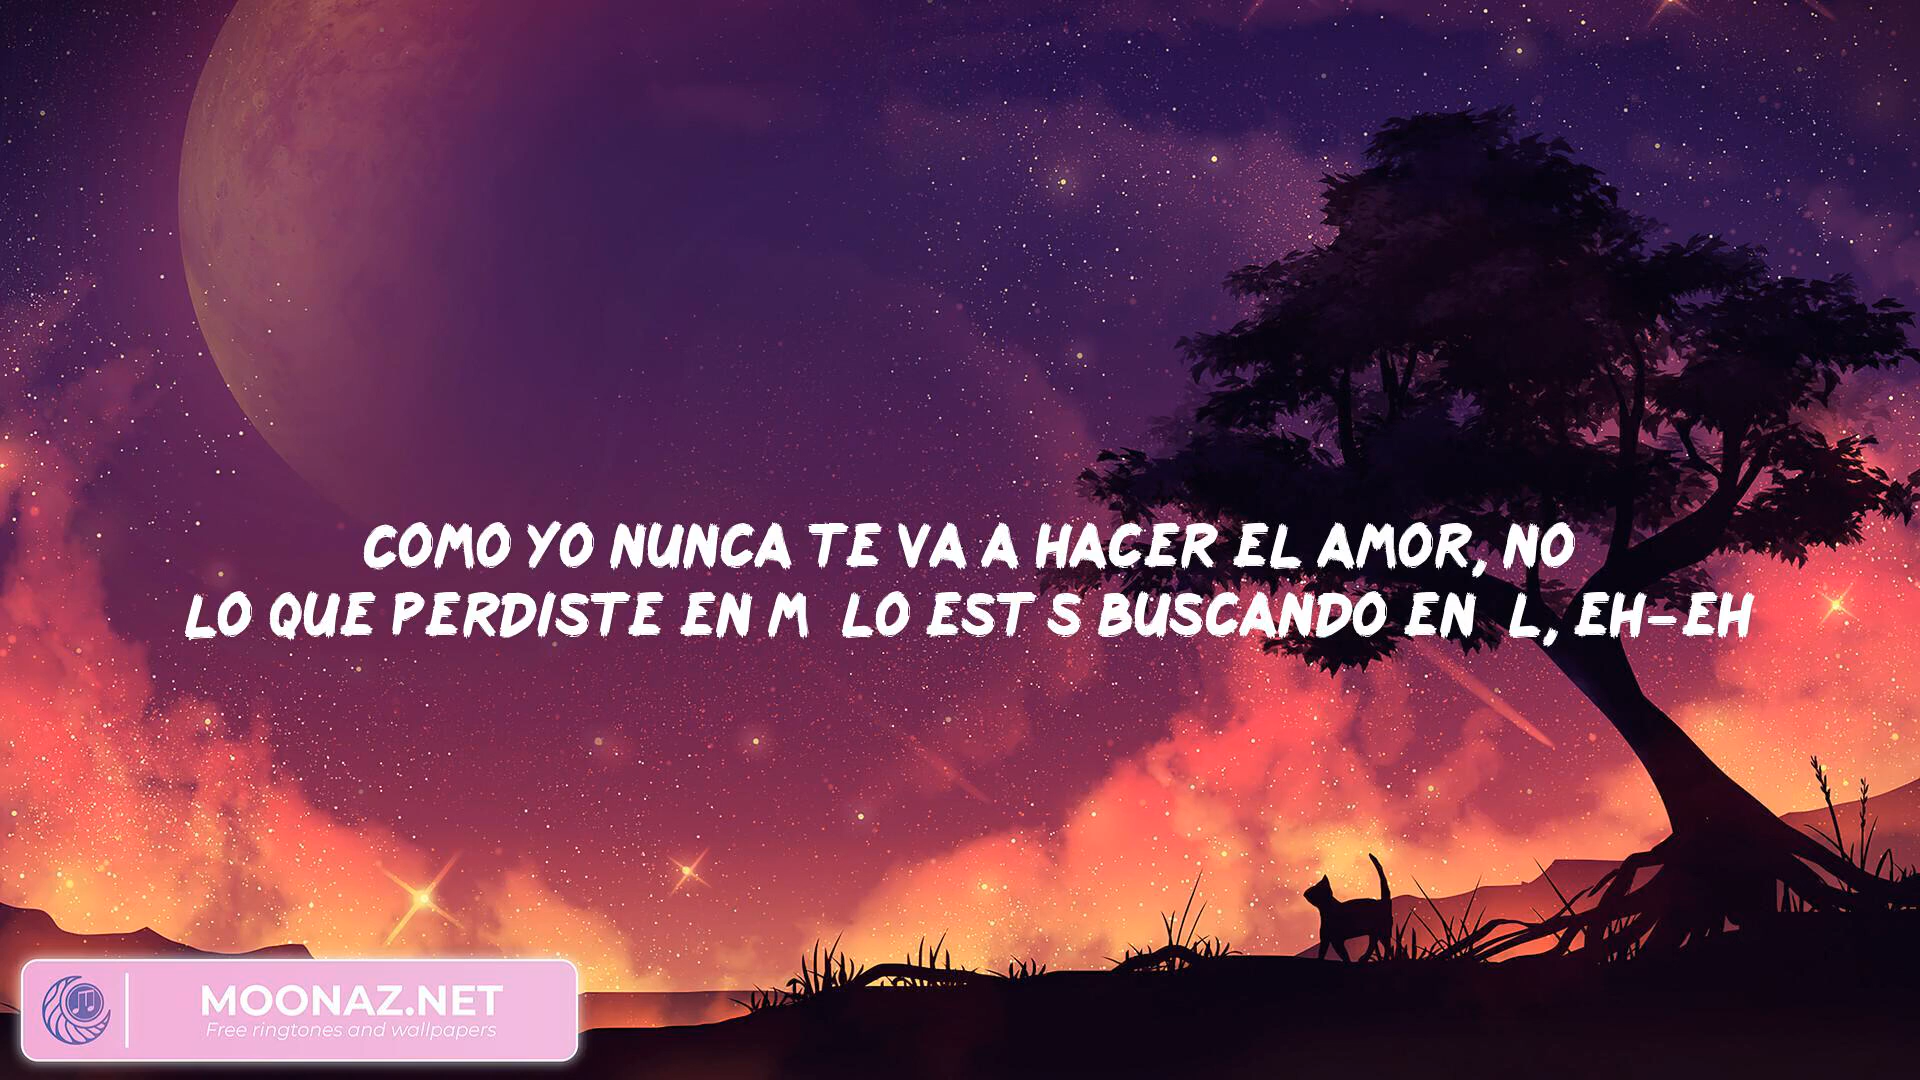 COMO YO NUNCA TE VA A HACER EL AMOR, NO
LO QUE PERDISTE EN M  LO EST S BUSCANDO EN  L, EH-EH
MOONAZ.NET
Free ringtones and wallpapers